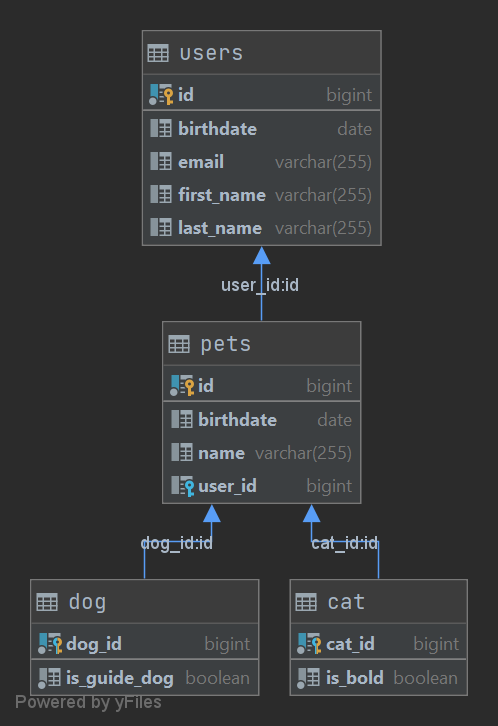 users
id bigint
birthdate date
email varchar(255)
first_name varchar(255)
last_name varchar(255)
user_id:id
pets
id bigint
birthdate date
name varchar(255)
user_id bigint
dog_id:id
cat_id:id
dog
dog_id bigint
is_guide_dog boolean
cat
cat_id bigint
is_bold boolean
Powered by yFiles